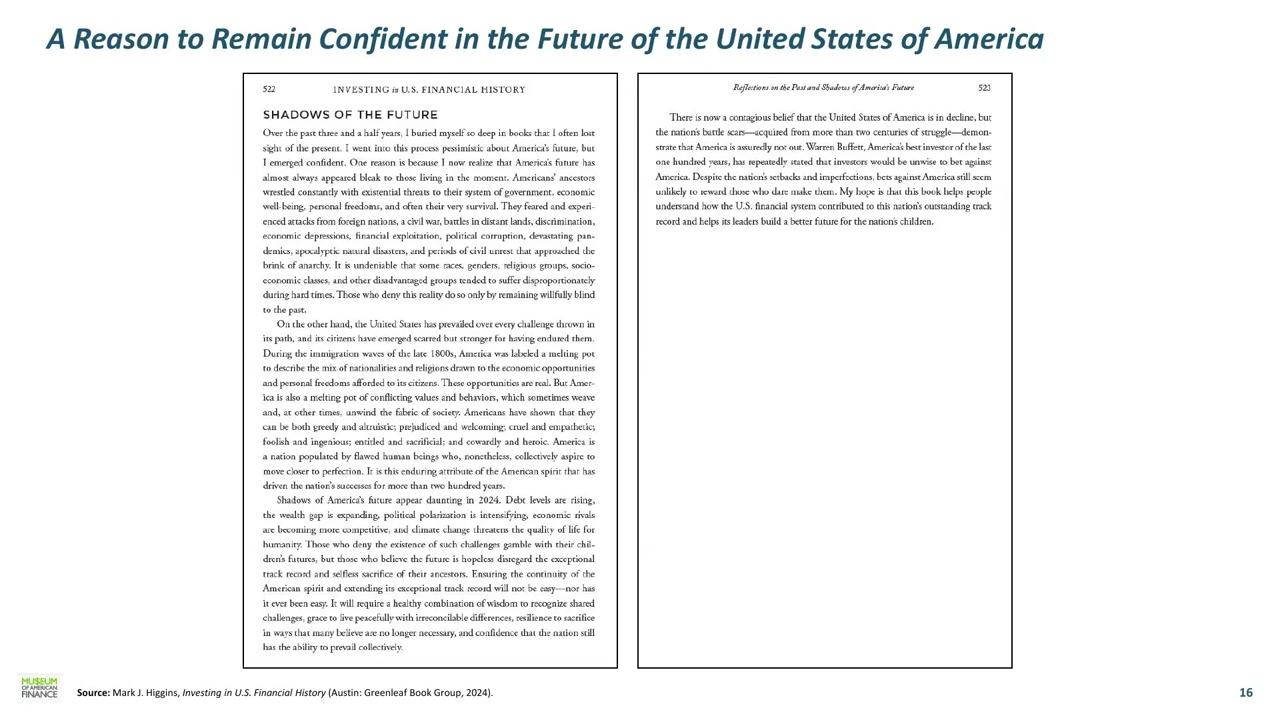 A Reason to Remain Confident in the Future of the United States of America
522
INVESTING in U.S. FINANCIAL HISTORY
SHADOWS OF THE FUTURE
Over the past three and a half years, I buried myself so deep in books that I often lost
sight of the present. I went into this process pessimistic about America's future, but
I emerged confident. One reason is because I now realize that America's future has
almost always appeared bleak to those living in the moment. Americans' ancestors
wrestled constantly with existential threats to their system of government, economic
well-being, personal freedoms, and often their very survival. They feared and experi-
enced attacks from foreign nations, a civil war, battles in distant lands, discrimination,
economic depressions, financial exploitation, political corruption, devastating pan-
demics, apocalyptic natural disasters, and periods of civil unrest that approached the
brink of anarchy. It is undeniable that some races, genders, religious groups, socio-
economic classes, and other disadvantaged groups tended to suffer disproportionately
during hard times. Those who deny this reality do so only by remaining willfully blind
to the past.
On the other hand, the United States has prevailed over every challenge thrown in
its path, and its citizens have emerged scarred but stronger for having endured them.
During the immigration waves of the late 1800s, America was labeled a melting pot
to describe the mix of nationalities and religions drawn to the economic opportunities
and personal freedoms afforded to its citizens. These opportunities are real. But Amer-
ica is also a melting pot of conflicting values and behaviors, which sometimes weave
and, at other times, unwind the fabric of society. Americans have shown that they
can be both greedy and altruistic; prejudiced and welcoming; cruel and empathetic;
foolish and ingenious; entitled and sacrificial; and cowardly and heroic. America is
a nation populated by flawed human beings who, nonetheless, collectively aspire to
move closer to perfection. It is this enduring attribute of the American spirit that has
driven the nation's successes for more than two hundred years.
Shadows of America's future appear daunting in 2024. Debt levels are rising,
the wealth gap is expanding, political polarization is intensifying, economic rivals
are becoming more competitive, and climate change threatens the quality of life for
humanity. Those who deny the existence of such challenges gamble with their chil-
dren's futures, but those who believe the future is hopeless disregard the exceptional
track record and selfless sacrifice of their ancestors. Ensuring the continuity of the
American spirit and extending its exceptional track record will not be easy—nor has
it ever been easy. It will require a healthy combination of wisdom to recognize shared
challenges, grace to live peacefully with irreconcilable differences, resilience to sacrifice
in ways that many believe are no longer necessary, and confidence that the nation still
has the ability to prevail collectively.
Reflections on the Past and Shadows of America's Future
523
There is now a contagious belief that the United States of America is in decline, but
the nation's battle scars—acquired from more than two centuries of struggle—demon-
strate that America is assuredly not out. Warren Buffett, America's best investor of the last
one hundred years, has repeatedly stated that investors would be unwise to bet against
America. Despite the nation's setbacks and imperfections, bets against America still seem
unlikely to reward those who dare make them. My hope is that this book helps people
understand how the U.S. financial system contributed to this nation's outstanding track
record and helps its leaders build a better future for the nation's children.
MU$EUM
OF AMERICAN
FINANCE
Source: Mark J. Higgins, Investing in U.S. Financial History (Austin: Greenleaf Book Group, 2024).
16